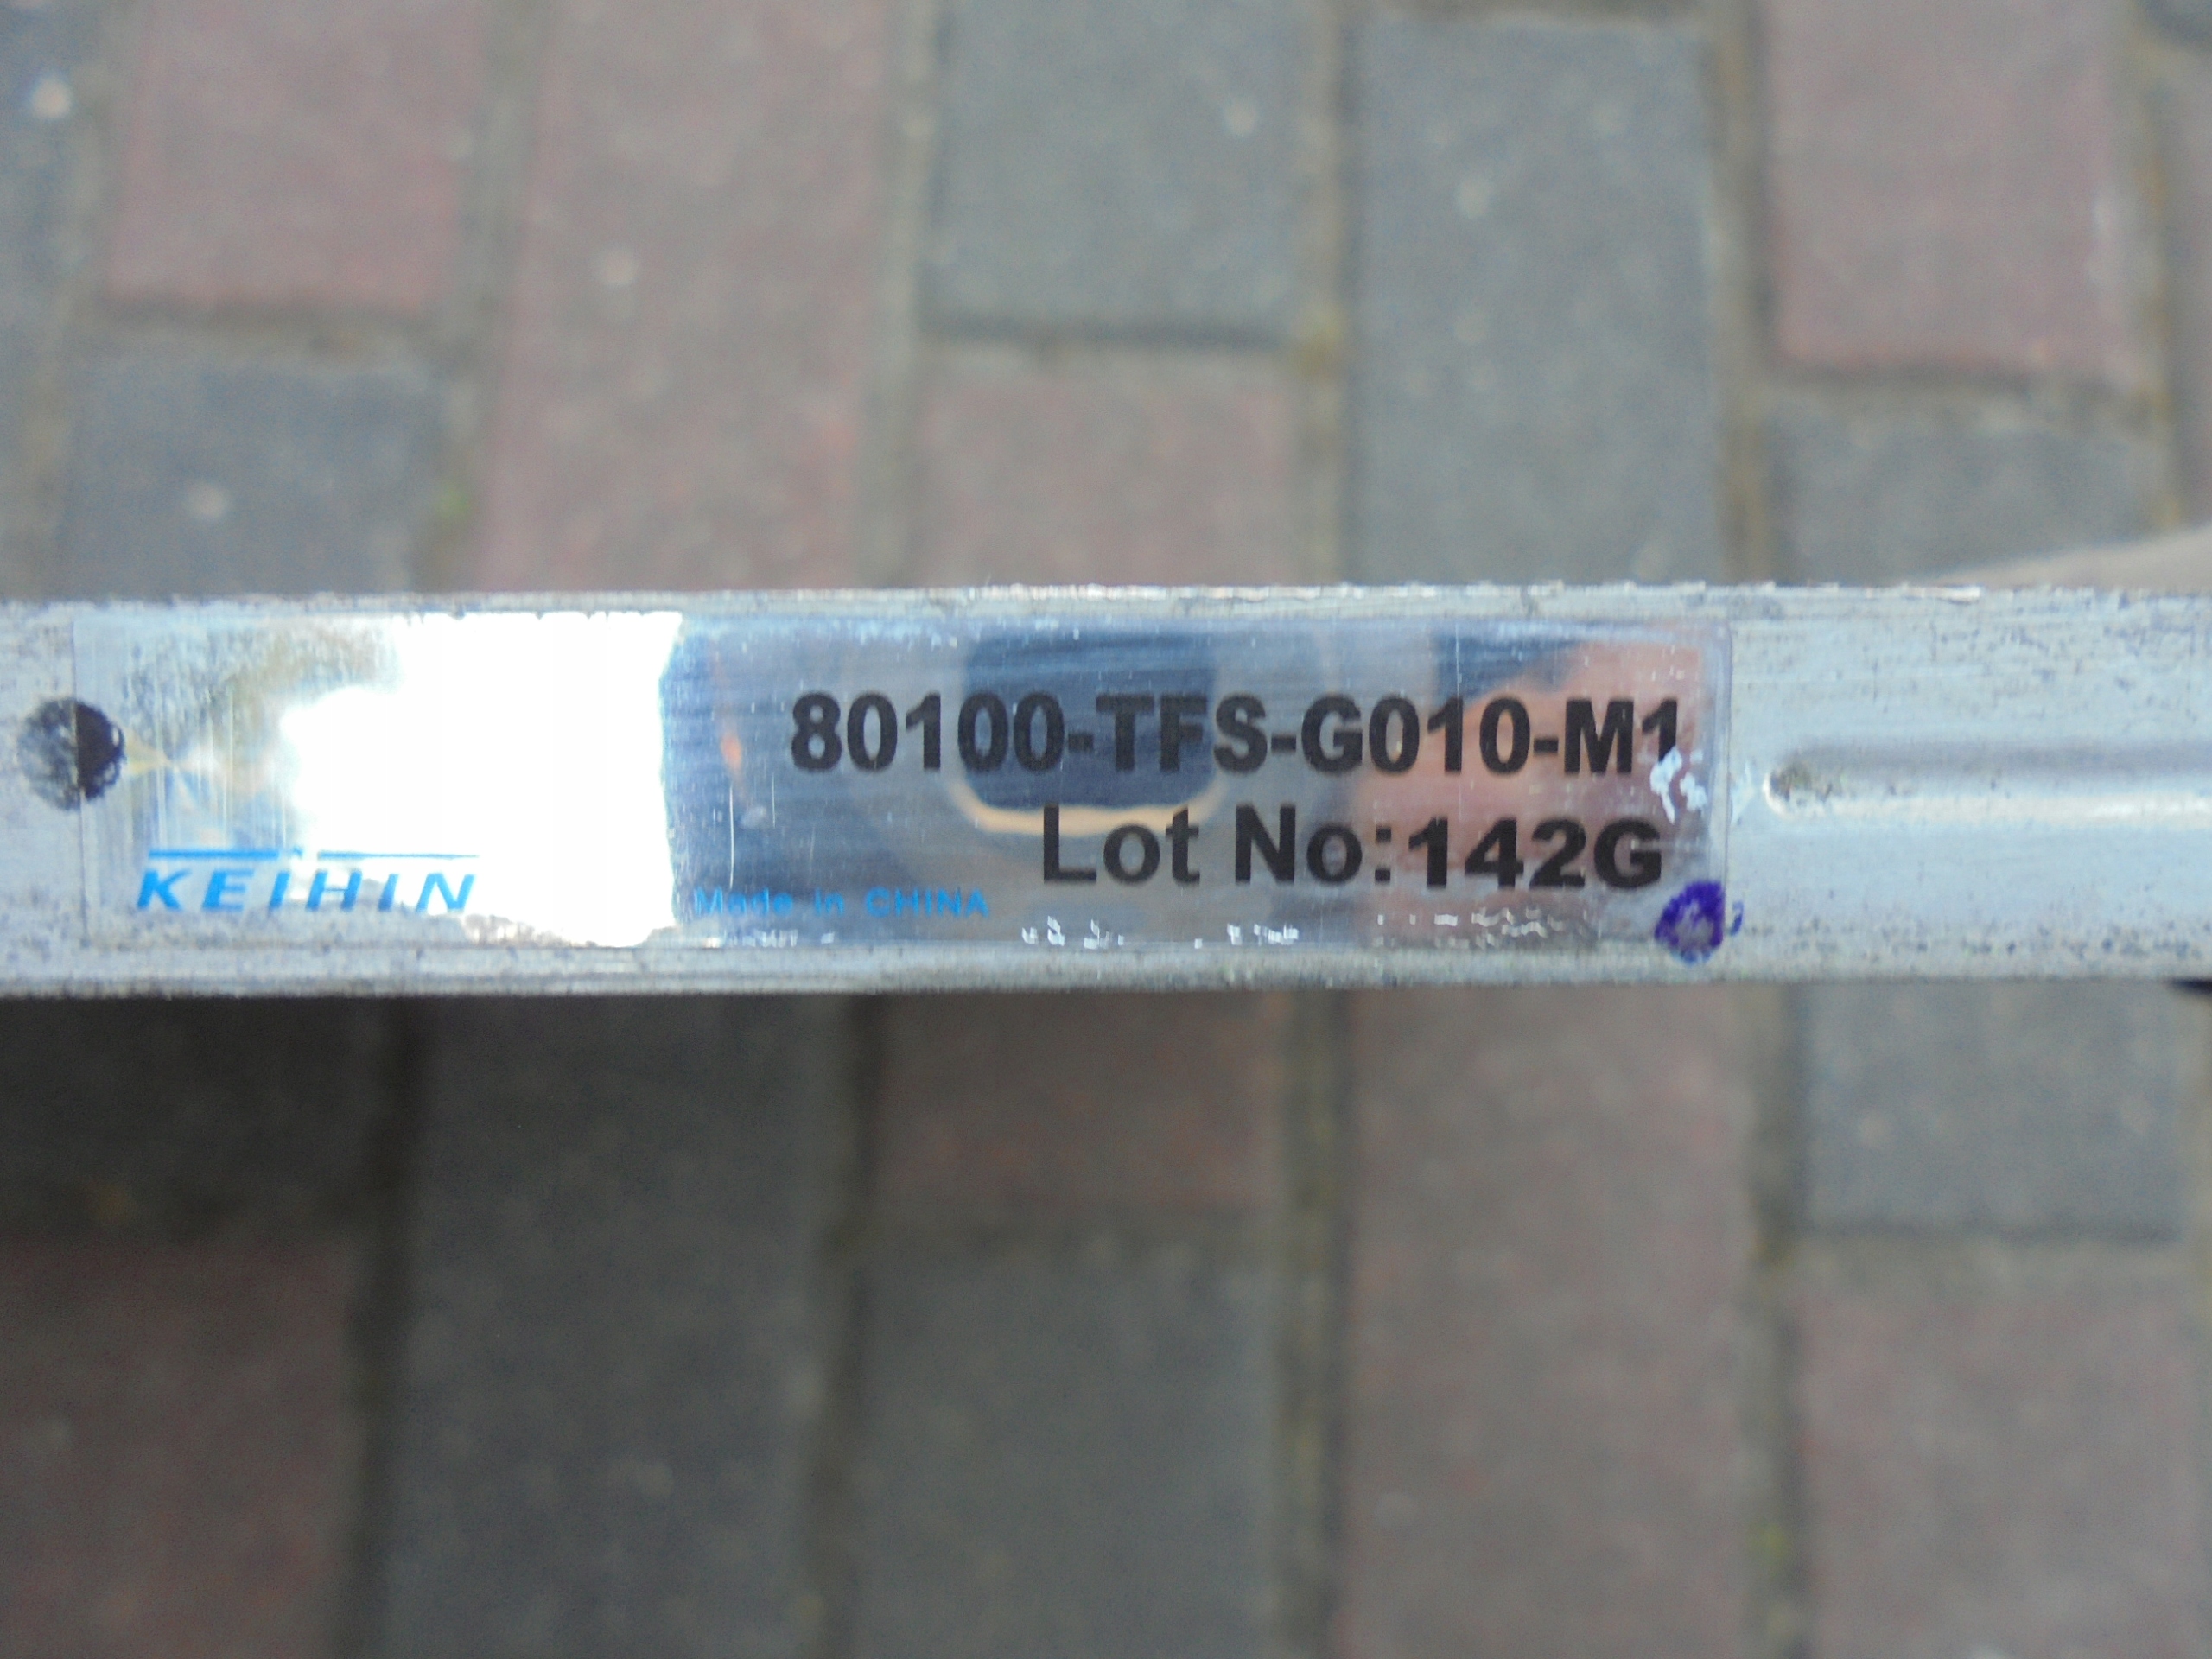 80100-TFS-G010-M1
Lot No:142G
KEIHIN
Made in CHINA